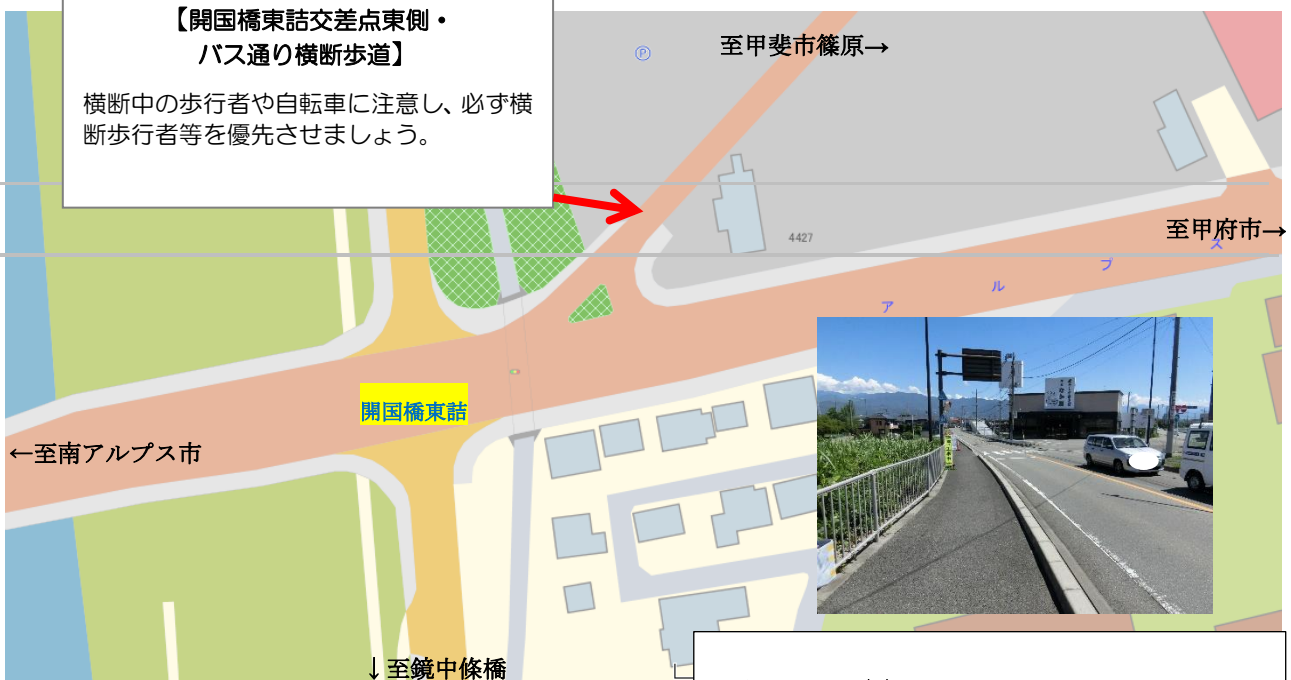 【開国橋東詰交差点東側・
バス通り横断歩道】
横断中の歩行者や自転車に注意し、必ず横
断歩行者等を優先させましょう。
Ⓟ
至甲斐市篠原→
4427
至甲府市→
ア
ル
プ
ス
開国橋東詰
←至南アルプス市
↓至鏡中條橋